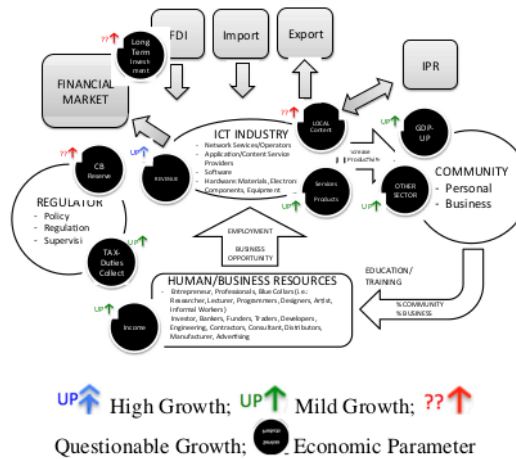 Long
Term
Invest-
ment
FDI
Import
Export
??
FINANCIAL
MARKET
IPR
??
LOCAL
Content
ICT INDUSTRY
- Network Services/Operators
- Application/Content Service
Providers
- Software
- Hardware: Materials, Electron
Components, Equipment
UP
REVENUE
??
CB
Reserve
UP
GDP-
UP
Productivi
Services
Products
UP
OTHER
SECTOR
UP
COMMUNITY
- Personal
- Business
REGULATOR
- Policy
- Regulation
- Supervisi
TAX-
Duties
Collect
UP
EMPLOYMENT
BUSINESS
OPPORTUNITY
EDUCATION/
TRAINING
% COMMUNITY
% BUSINESS
HUMAN/BUSINESS RESOURCES
- Entrepreneur, Professionals, Blue Collars (i.e.:
Researcher, Lecturer, Programmers, Designers, Artist,
Informal Workers)
- Investor, Bankers, Funders, Traders, Developers,
Engineering, Contractors, Consultant, Distributors,
Manufacturer, Advertising
UP
Income
UP High Growth; UP Mild Growth; ??
Questionable Growth; Economic Parameter